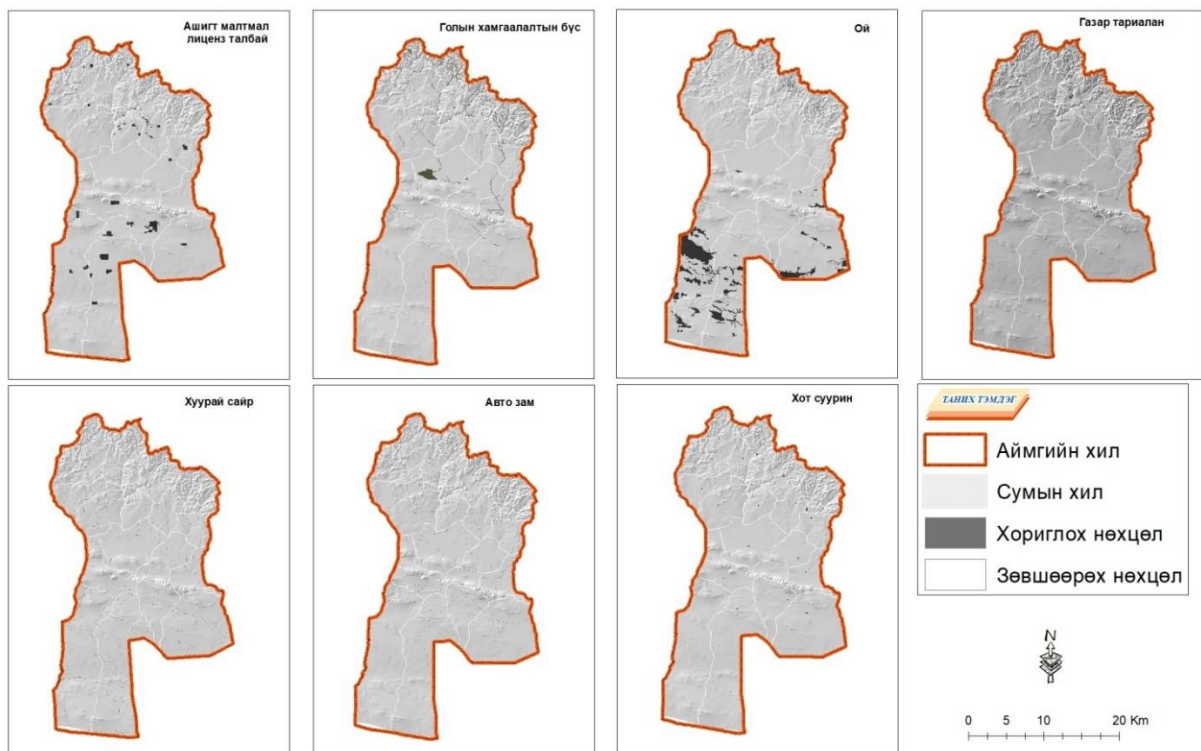 Ашигт малтмал
лиценз талбай
Голын хамгаалалтын бүс
Ой
Газар тариалан
Хуурай сайр
Авто зам
Хот суурин
ТАНИХ ТЭМДЭГ
Аймгийн хил
Сумын хил
Хориглох нөхцөл
Зөвшөөрөх нөхцөл
N
0 5 10 20 Km